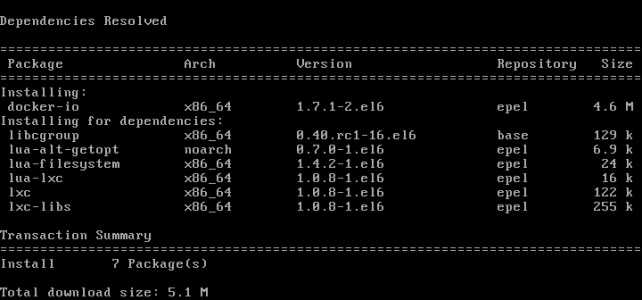 Dependencies Resolved
================================================================================
 Package Arch Version Repository Size
================================================================================
Installing:
 docker-io x86_64 1.7.1-2.el6 epel 4.6 M
Installing for dependencies:
 libcgroup x86_64 0.40.rc1-16.el6 base 129 k
 lua-alt-getopt noarch 0.7.0-1.el6 epel 6.9 k
 lua-filesystem x86_64 1.4.2-1.el6 epel 24 k
 lua-lxc x86_64 1.0.8-1.el6 epel 16 k
 lxc x86_64 1.0.8-1.el6 epel 122 k
 lxc-libs x86_64 1.0.8-1.el6 epel 255 k
Transaction Summary
================================================================================
Install 7 Package(s)
Total download size: 5.1 M